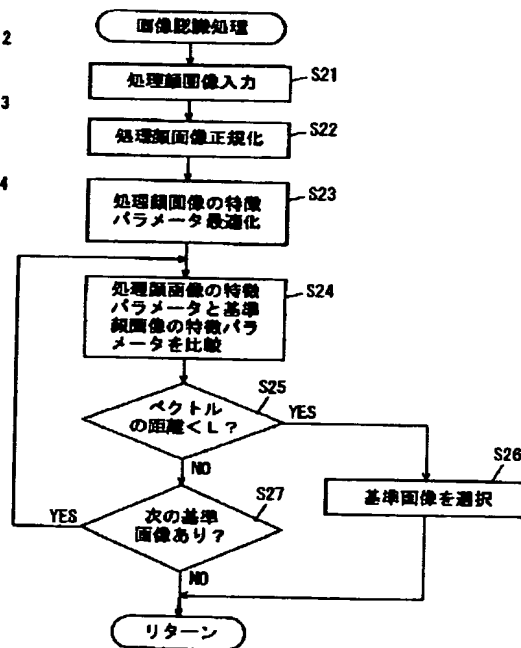 2
3
4
画像認識処理
処理顔画像入力
S21
処理顔画像正規化
S22
処理顔画像の特徴
パラメータ最適化
S23
処理顔画像の特徴
パラメータと基準
顔画像の特徴パラ
メータを比較
S24
ベクトル
の距離<L?
S25
YES
NO
基準画像を選択
S26
次の基準
画像あり?
S27
YES
NO
リターン